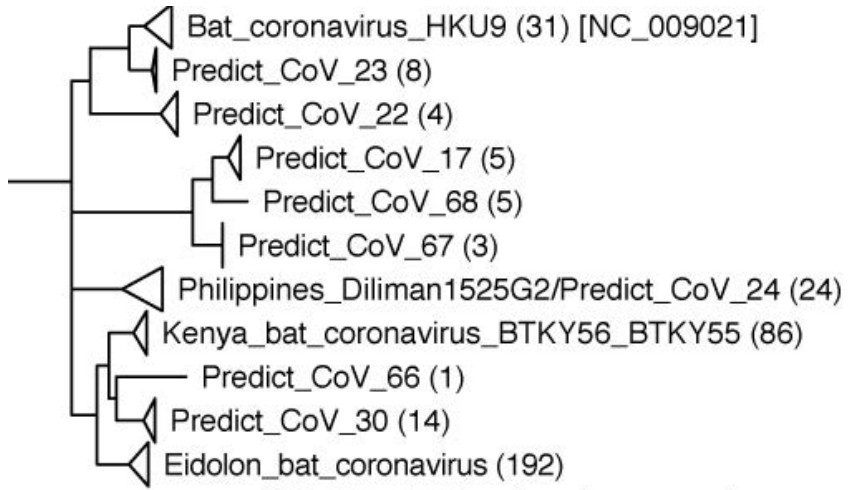 Bat_coronavirus_HKU9 (31) [NC_009021]
Predict_CoV_23 (8)
Predict_CoV_22 (4)
Predict_CoV_17 (5)
Predict_CoV_68 (5)
Predict_CoV_67 (3)
Philippines_Diliman1525G2/Predict_CoV_24 (24)
Kenya_bat_coronavirus_BTKY56_BTKY55 (86)
Predict_CoV_66 (1)
Predict_CoV_30 (14)
Eidolon_bat_coronavirus (192)